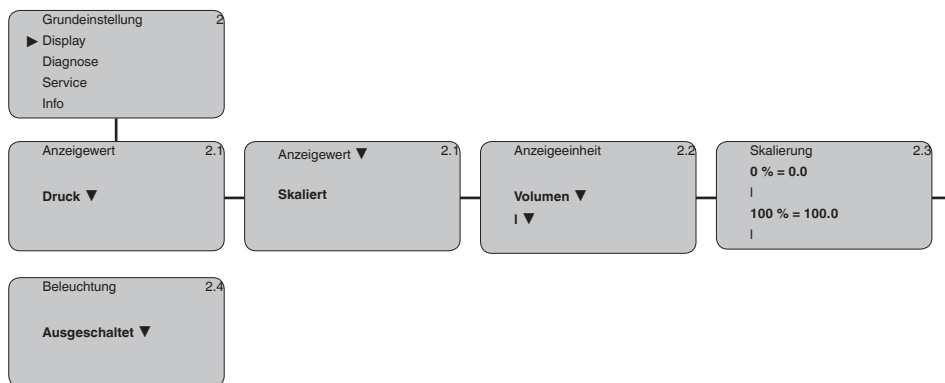 Grundeinstellung 2
▶ Display
Diagnose
Service
Info
Anzeigewert 2.1
Druck ▼
Anzeigewert ▼ 2.1
Skaliert
Anzeigeeinheit 2.2
Volumen ▼
l ▼
Skalierung 2.3
0 % = 0.0
l
100 % = 100.0
l
Beleuchtung 2.4
Ausgeschaltet ▼